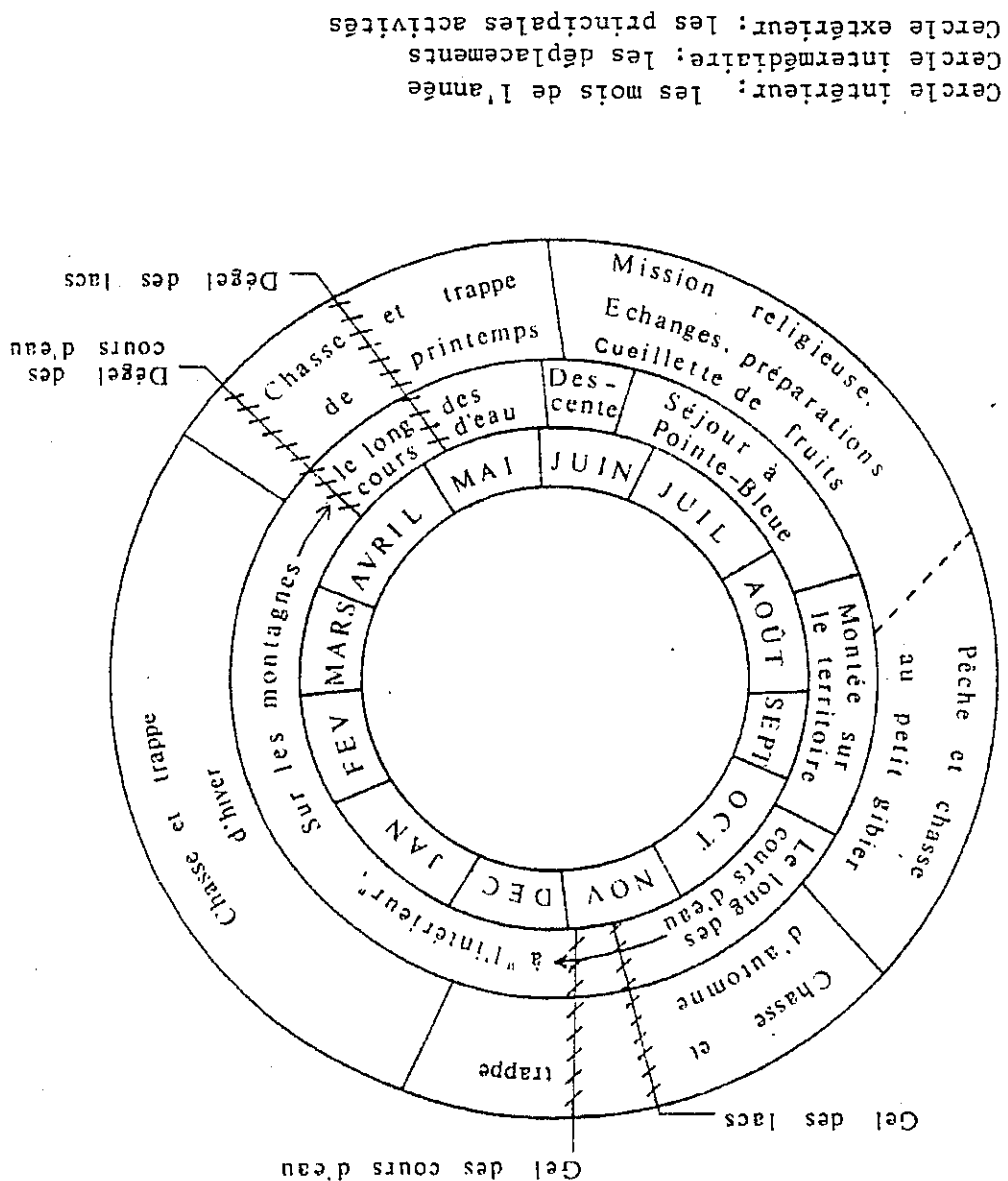 Gel des cours d'eau
Gel des lacs
Chasse et trappe
d'automne
Pêche et chasse
au petit gibier
Mission religieuse.
Echanges, préparations
Cueillette de fruits
Chasse et trappe
de printemps
Chasse et trappe
d'hiver
Le long des
cours d'eau
à "l'intérieur",
Sur les montagnes
le long des
cours d'eau
Des-
cente
Séjour à
Pointe-Bleue
Montée sur
le territoire
JAN
FEV
MARS
AVRIL
MAI
JUIN
JUIL
AOÛT
SEPT
OCT
NOV
DEC
Dégel des
cours d'eau
Dégel des lacs
Cercle intérieur: les mois de l'année
Cercle intermédiaire: les déplacements
Cercle extérieur: les principales activités